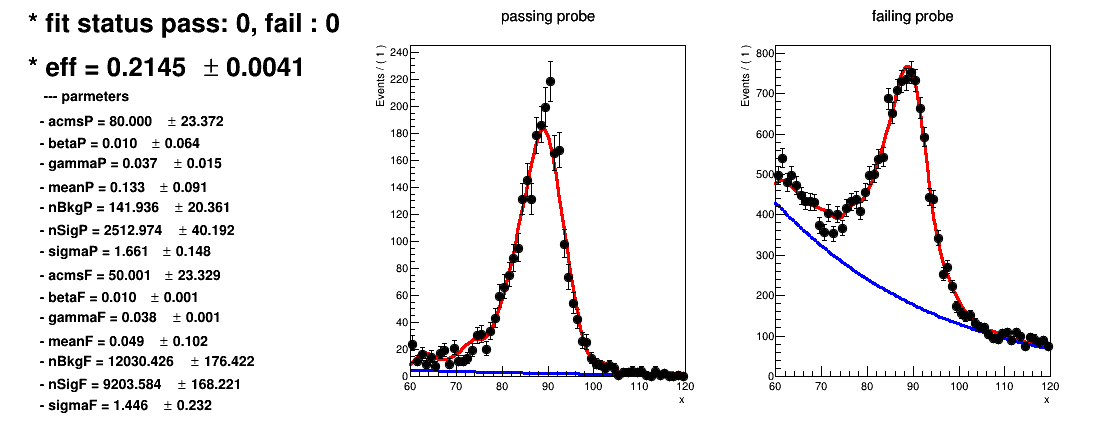 * fit status pass: 0, fail : 0
* eff = 0.2145 ± 0.0041
--- parmeters
- acmsP = 80.000 ± 23.372
- betaP = 0.010 ± 0.064
- gammaP = 0.037 ± 0.015
- meanP = 0.133 ± 0.091
- nBkgP = 141.936 ± 20.361
- nSigP = 2512.974 ± 40.192
- sigmaP = 1.661 ± 0.148
- acmsF = 50.001 ± 23.329
- betaF = 0.010 ± 0.001
- gammaF = 0.038 ± 0.001
- meanF = 0.049 ± 0.102
- nBkgF = 12030.426 ± 176.422
- nSigF = 9203.584 ± 168.221
- sigmaF = 1.446 ± 0.232
passing probe
Events / ( 1 )
240
220
200
180
160
140
120
100
80
60
40
20
0
60 70 80 90 100 110 120
x
failing probe
Events / ( 1 )
800
700
600
500
400
300
200
100
0
60 70 80 90 100 110 120
x